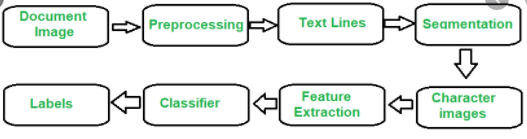 Document
Image
Preprocessing
Text Lines
Segmentation
Character
images
Feature
Extraction
Classifier
Labels